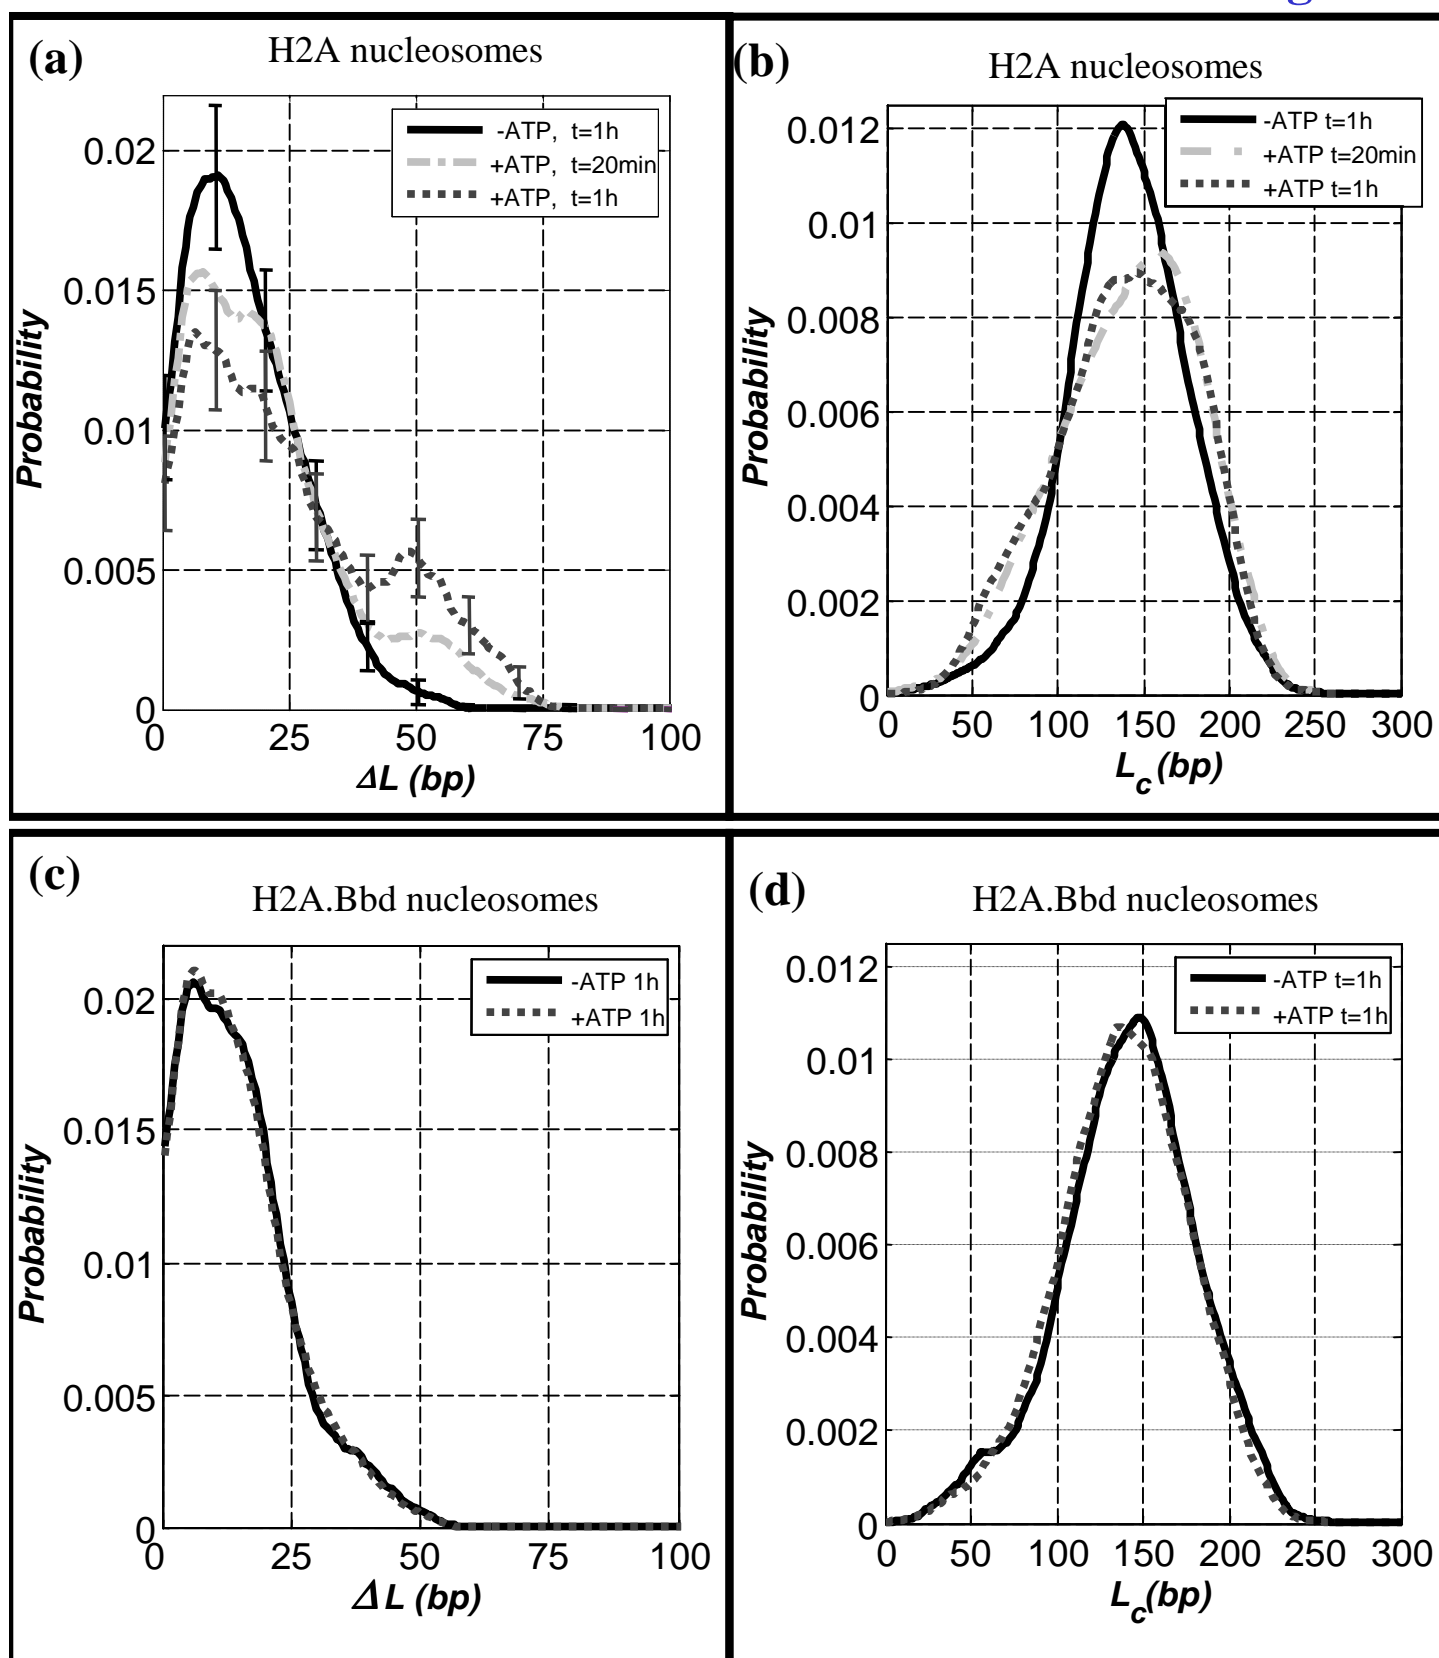 g
(a)
H2A nucleosomes
-ATP, t=1h
+ATP, t=20min
+ATP, t=1h
0.02
0.015
0.01
0.005
0
0 25 50 75 100
Probability
ΔL (bp)
(b)
H2A nucleosomes
-ATP t=1h
+ATP t=20min
+ATP t=1h
0.012
0.01
0.008
0.006
0.004
0.002
0
0 50 100 150 200 250 300
Probability
Lc(bp)
(c)
H2A.Bbd nucleosomes
-ATP 1h
+ATP 1h
0.02
0.015
0.01
0.005
0
0 25 50 75 100
Probability
ΔL (bp)
(d)
H2A.Bbd nucleosomes
-ATP t=1h
+ATP t=1h
0.012
0.01
0.008
0.006
0.004
0.002
0
0 50 100 150 200 250 300
Probability
Lc(bp)